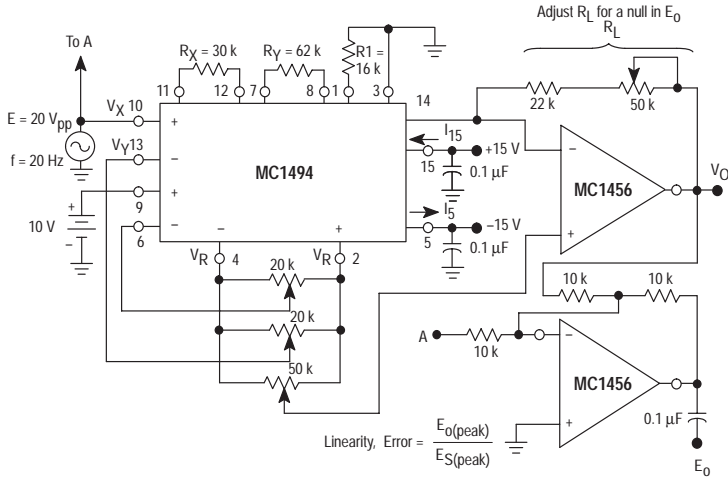 Adjust R_L for a null in E_o
R_L
To A
R_X = 30 k
R_Y = 62 k
R1 =
16 k
11
12
7
8
1
3
14
22 k
50 k
V_X 10
E = 20 V_pp
f = 20 Hz
V_Y 13
9
6
10 V
+
−
+
−
+
−
MC1494
I_15
15
+15 V
0.1 µF
I_5
5
−15 V
0.1 µF
−
+
MC1456
V_O
−
+
V_R
4
V_R
2
20 k
20 k
50 k
10 k
10 k
A
10 k
−
+
MC1456
0.1 µF
E_o
Linearity, Error = E_o(peak)
E_S(peak)